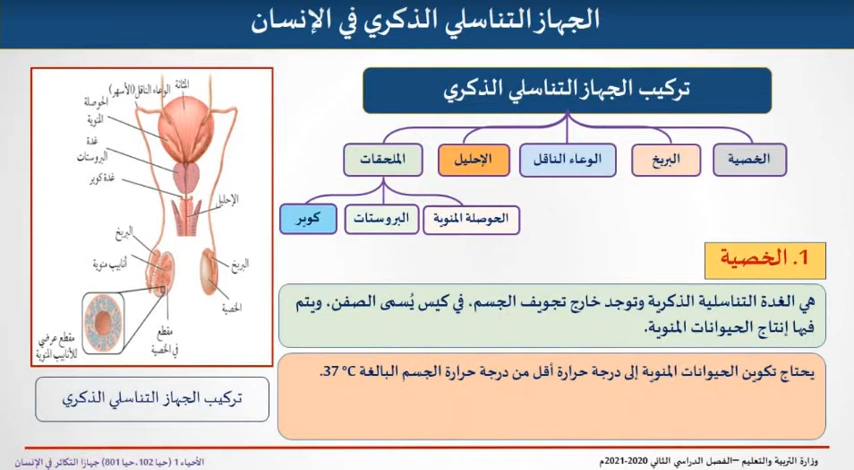 الجهاز التناسلي الذكري في الإنسان
تركيب الجهاز التناسلي الذكري
الخصية
البربخ
الوعاء الناقل
الإحليل
الملحقات
الحوصلة المنوية
البروستات
كوبر
1. الخصية
هي الغدة التناسلية الذكرية وتوجد خارج تجويف الجسم، في كيس يُسمى الصفن، ويتم
فيها إنتاج الحيوانات المنوية.
يحتاج تكوين الحيوانات المنوية إلى درجة حرارة أقل من درجة حرارة الجسم البالغة 37 °C.
المثانة
الوعاء الناقل (الأسهر)
الحوصلة
المنوية
غدة
البروستات
غدة كوبر
الإحليل
البربخ
أنابيب منوية
البربخ
الخصية
مقطع
في الخصية
مقطع عرضي
للأنابيب المنوية
تركيب الجهاز التناسلي الذكري
وزارة التربية والتعليم –الفصل الدراسي الثاني 2020-2021م
الأحياء 1 (حيا 102، حيا 801) جهازا التكاثر في الإنسان